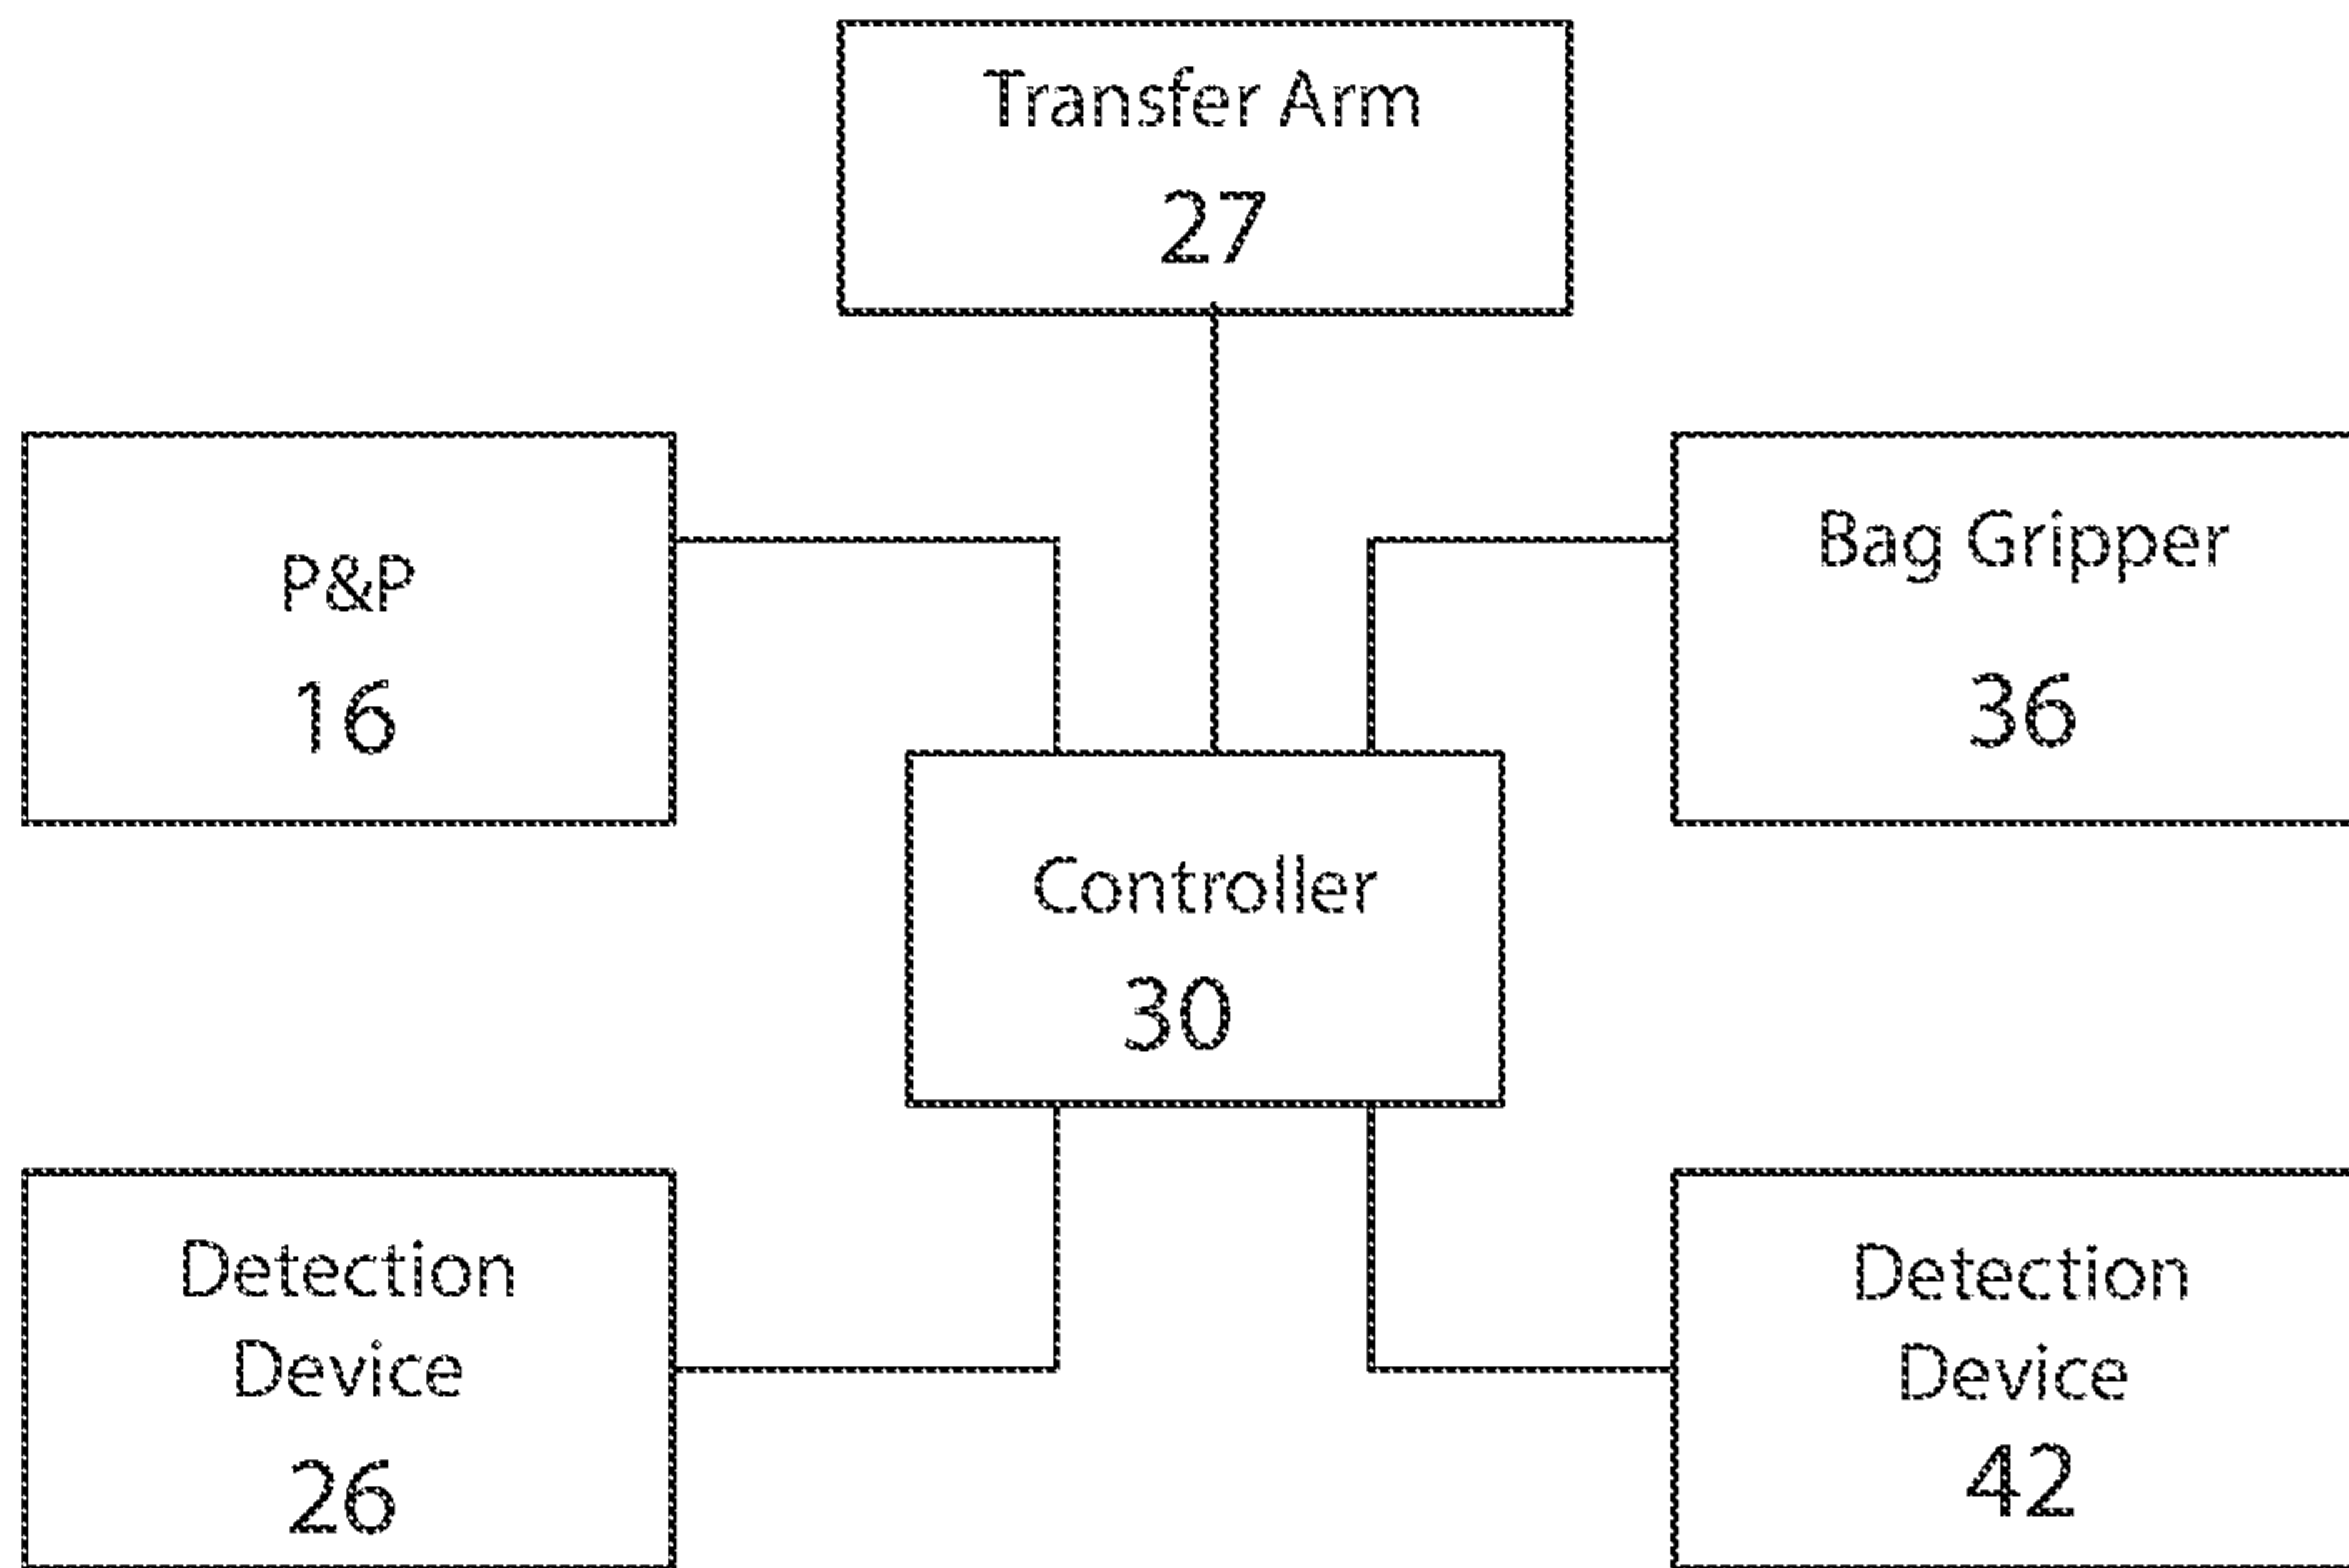 Transfer Arm
27
P&P
16
Bag Gripper
36
Controller
30
Detection
Device
26
Detection
Device
42